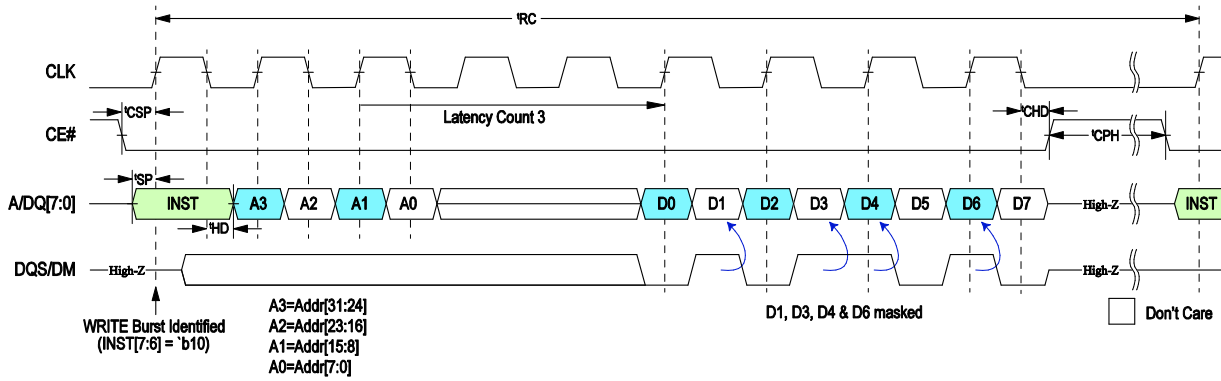 tRC
CLK
tCSP
Latency Count 3
tCHD
CE#
tCPH
tSP
A/DQ[7:0]
INST A3 A2 A1 A0 D0 D1 D2 D3 D4 D5 D6 D7 High-Z INST
tHD
DQS/DM High-Z High-Z
WRITE Burst Identified
(INST[7:6] = `b10)
A3=Addr[31:24]
A2=Addr[23:16]
A1=Addr[15:8]
A0=Addr[7:0]
D1, D3, D4 & D6 masked
Don't Care